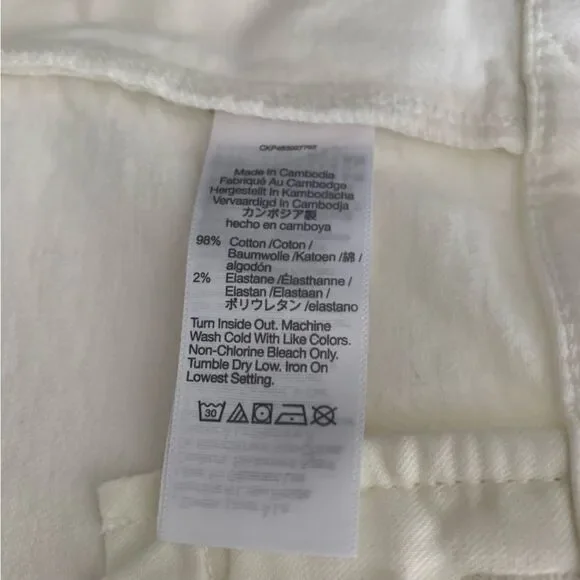 Made In Cambodia
Fabriqué Au Cambodge
Hergestellt In Kambodscha
Vervaardigd In Cambodja
カンボジア製
hecho en camboya
98% Cotton /Coton /
Baumwolle /Katoen /綿 /
algodón
2% Elastane /Élasthanne /
Elastan /Elastaan /
ポリウレタン /elastano
Turn Inside Out. Machine
Wash Cold With Like Colors.
Non-Chlorine Bleach Only.
Tumble Dry Low. Iron On
Lowest Setting.
30